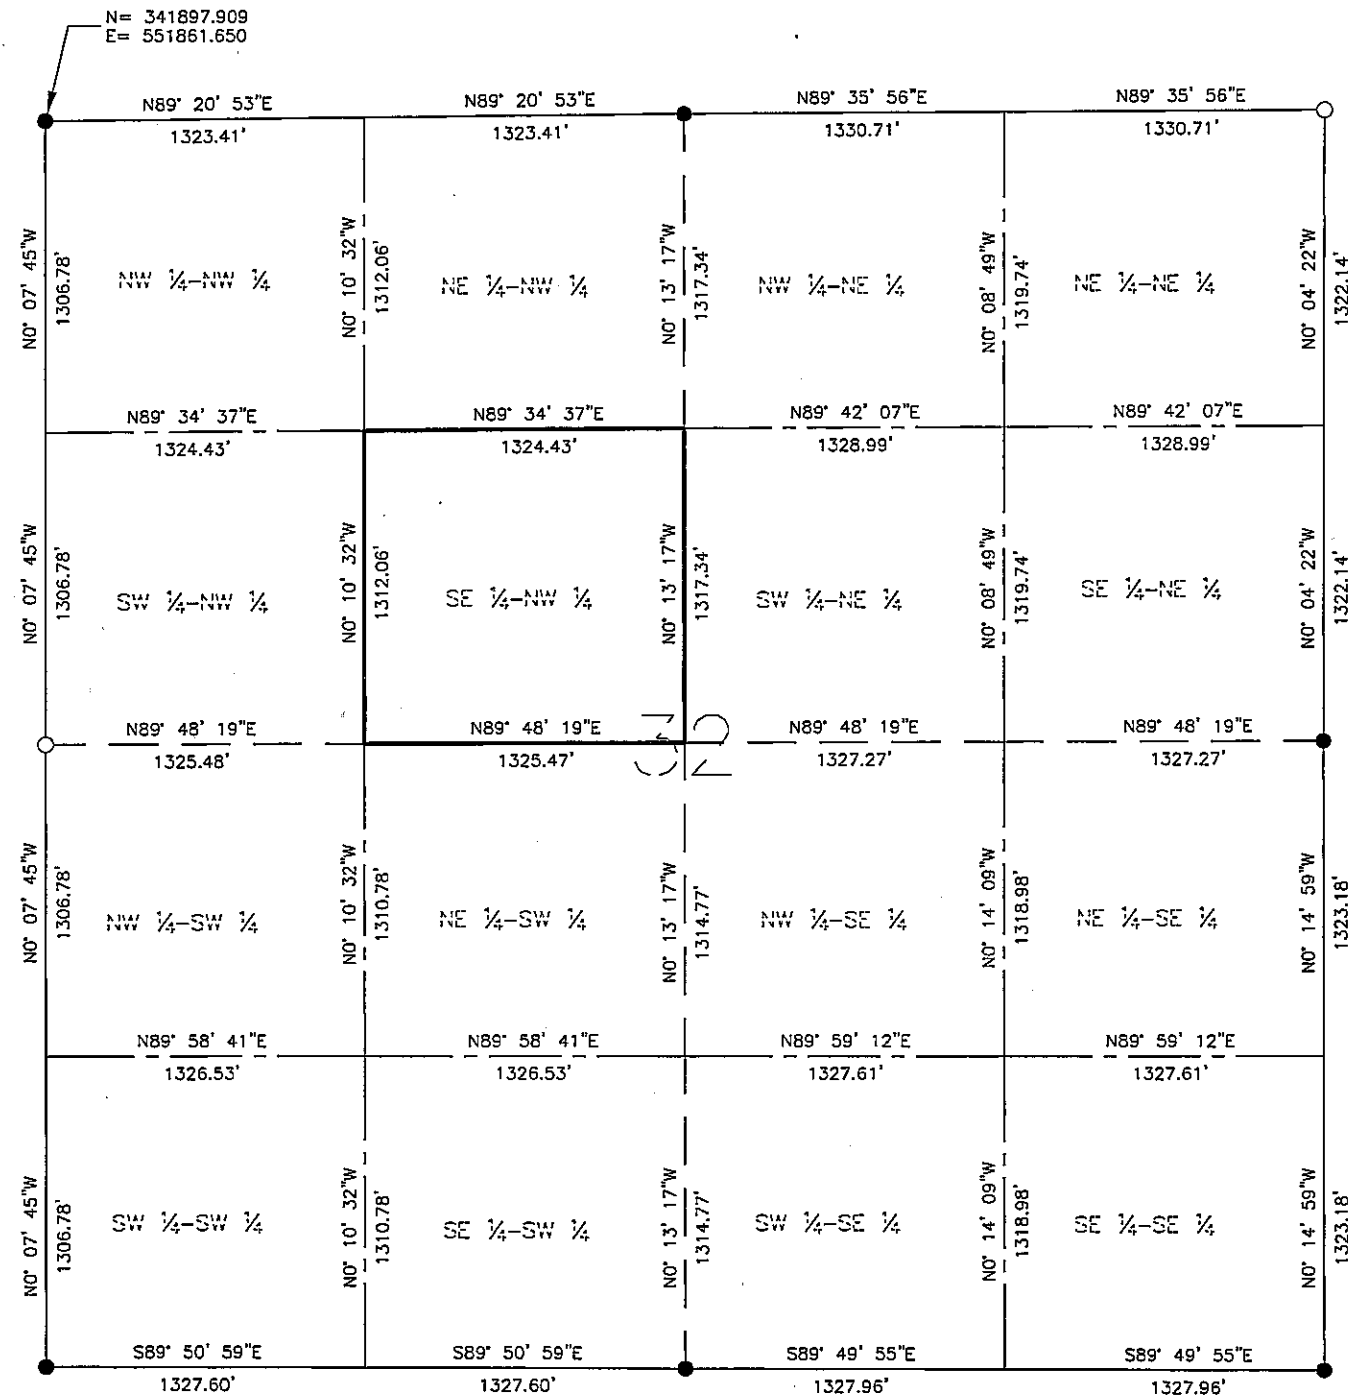 N= 341897.909
E= 551861.650
N89° 20' 53"E
N89° 20' 53"E
N89° 35' 56"E
N89° 35' 56"E
1323.41'
1323.41'
1330.71'
1330.71'
N0° 07' 45"W
1306.78'
NW ¼-NW ¼
N0° 10' 32"W
1312.06'
NE ¼-NW ¼
N0° 13' 17"W
1317.34'
NW ¼-NE ¼
N0° 08' 49"W
1319.74'
NE ¼-NE ¼
N0° 04' 22"W
1322.14'
N89° 34' 37"E
N89° 34' 37"E
N89° 42' 07"E
N89° 42' 07"E
1324.43'
1324.43'
1328.99'
1328.99'
N0° 07' 45"W
1306.78'
SW ¼-NW ¼
N0° 10' 32"W
1312.06'
SE ¼-NW ¼
N0° 13' 17"W
1317.34'
SW ¼-NE ¼
N0° 08' 49"W
1319.74'
SE ¼-NE ¼
N0° 04' 22"W
1322.14'
N89° 48' 19"E
N89° 48' 19"E
32
N89° 48' 19"E
N89° 48' 19"E
1325.48'
1325.47'
1327.27'
1327.27'
N0° 07' 45"W
1306.78'
NW ¼-SW ¼
N0° 10' 32"W
1310.78'
NE ¼-SW ¼
N0° 13' 17"W
1314.77'
NW ¼-SE ¼
N0° 14' 09"W
1318.98'
NE ¼-SE ¼
N0° 14' 59"W
1323.18'
N89° 58' 41"E
N89° 58' 41"E
N89° 59' 12"E
N89° 59' 12"E
1326.53'
1326.53'
1327.61'
1327.61'
N0° 07' 45"W
1306.78'
SW ¼-SW ¼
N0° 10' 32"W
1310.78'
SE ¼-SW ¼
N0° 13' 17"W
1314.77'
SW ¼-SE ¼
N0° 14' 09"W
1318.98'
SE ¼-SE ¼
N0° 14' 59"W
1323.18'
S89° 50' 59"E
S89° 50' 59"E
S89° 49' 55"E
S89° 49' 55"E
1327.60'
1327.60'
1327.96'
1327.96'